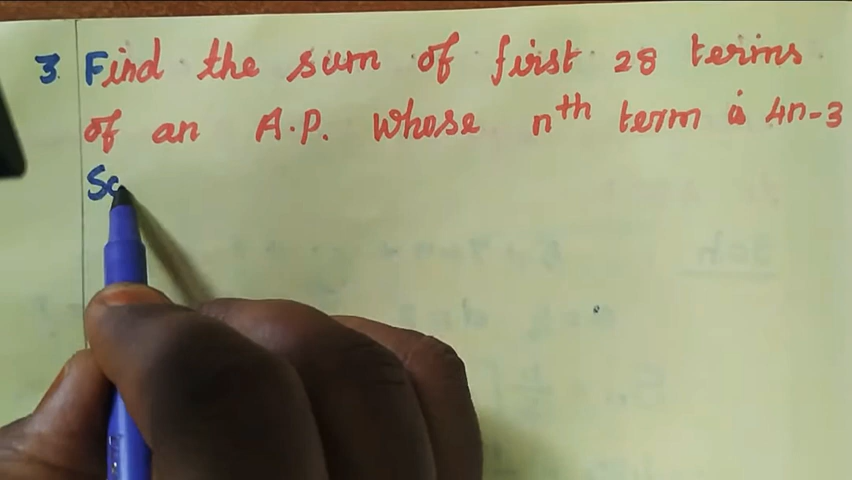 3. Find the sum of first 28 terms
of an A.P. whose nth term is 4n-3
So